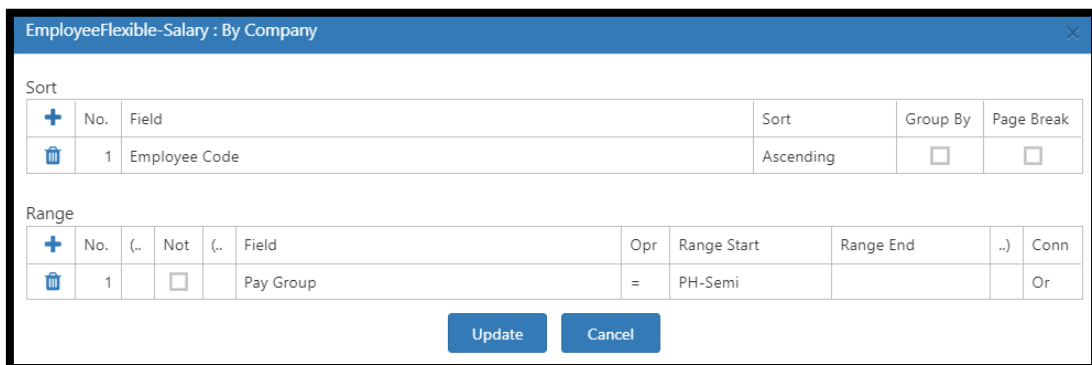 EmployeeFlexible-Salary : By Company
Sort
No. Field Sort Group By Page Break
1 Employee Code Ascending
Range
No. (.. Not (.. Field Opr Range Start Range End ..) Conn
1 Pay Group = PH-Semi Or
Update Cancel